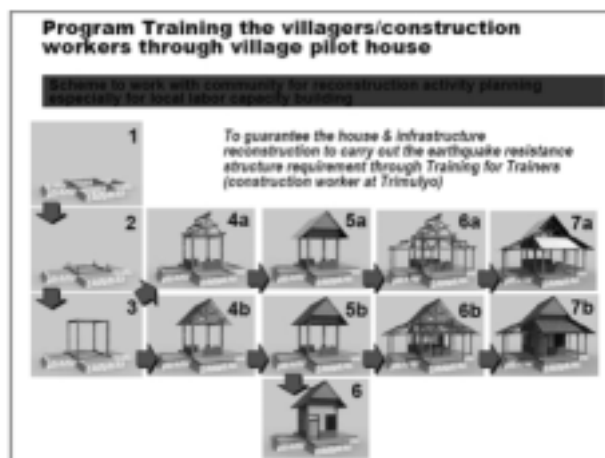 Program Training the villagers/construction
workers through village pilot house
Scheme to work with community for reconstruction activity planning
especially for local labor capacity building
To guarantee the house & infrastructure
reconstruction to carry out the earthquake resistance
structure requirement through Training for Trainers
(construction worker at Trimulyo)
1
2
4a 5a 6a 7a
3 4b 5b 6b 7b
6